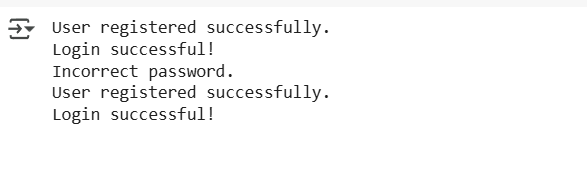 User registered successfully.
Login successful!
Incorrect password.
User registered successfully.
Login successful!